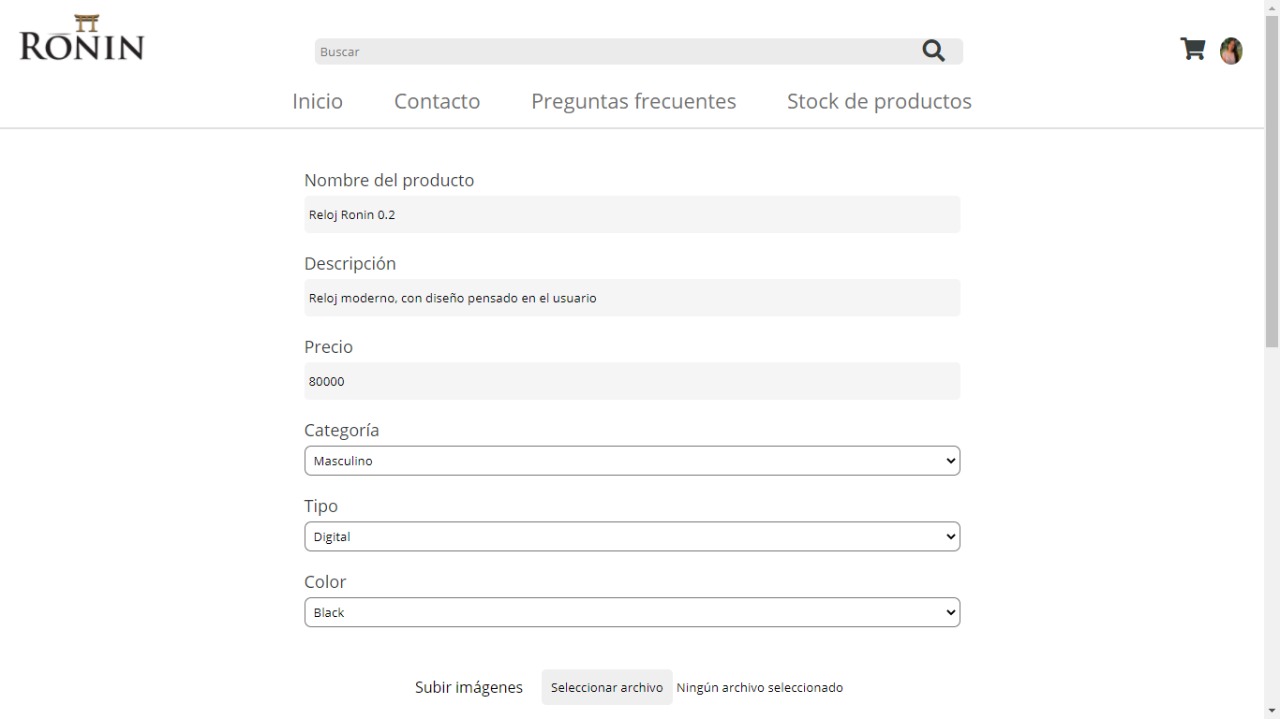 RŌNIN
Buscar
Inicio Contacto Preguntas frecuentes Stock de productos
Nombre del producto
Reloj Ronin 0.2
Descripción
Reloj moderno, con diseño pensado en el usuario
Precio
80000
Categoría
Masculino
Tipo
Digital
Color
Black
Subir imágenes Seleccionar archivo Ningún archivo seleccionado